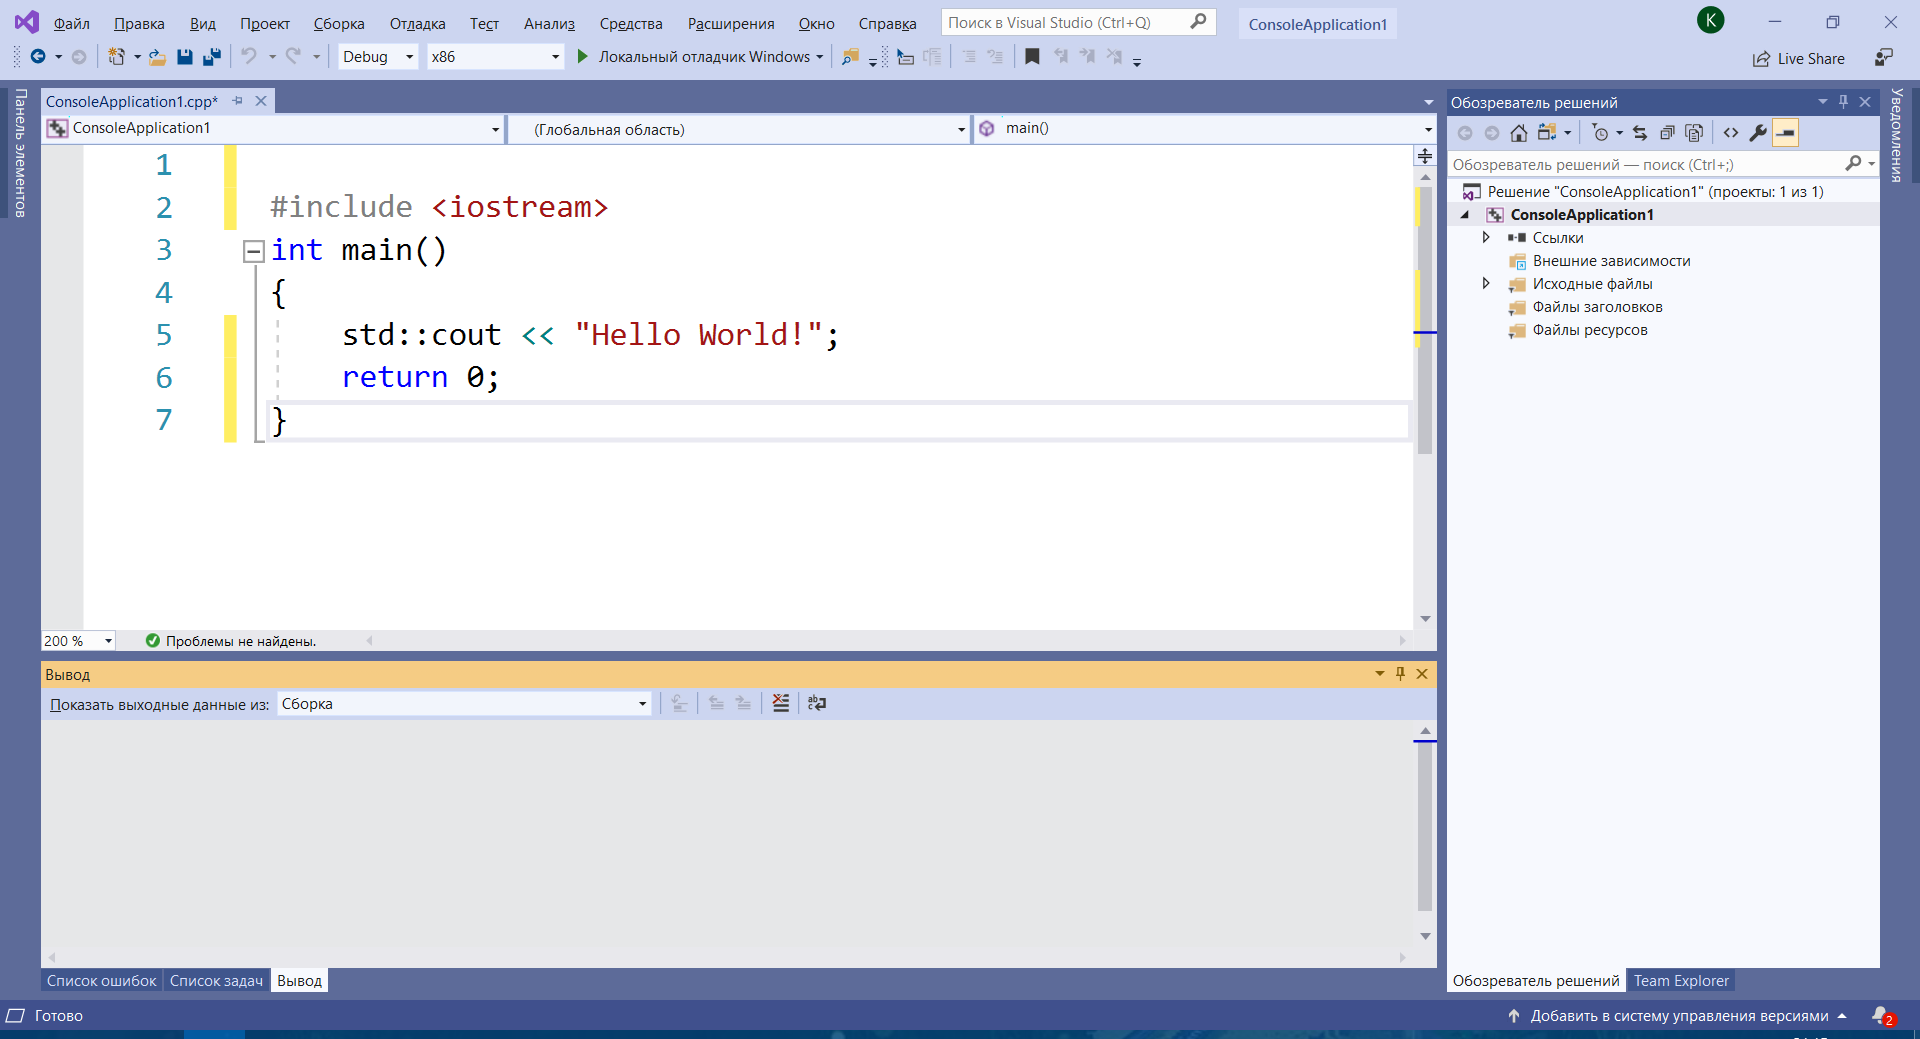 Файл Правка Вид Проект Сборка Отладка Тест Анализ Средства Расширения Окно Справка Поиск в Visual Studio (Ctrl+Q) ConsoleApplication1 K
Debug x86 Локальный отладчик Windows Live Share
Панель элементов
ConsoleApplication1.cpp*
ConsoleApplication1 (Глобальная область) main()
1
2 #include <iostream>
3 int main()
4 {
5 std::cout << "Hello World!";
6 return 0;
7 }
200 % Проблемы не найдены.
Вывод
Показать выходные данные из: Сборка
Список ошибок Список задач Вывод
Обозреватель решений
Обозреватель решений — поиск (Ctrl+;)
Решение "ConsoleApplication1" (проекты: 1 из 1)
ConsoleApplication1
Ссылки
Внешние зависимости
Исходные файлы
Файлы заголовков
Файлы ресурсов
Обозреватель решений Team Explorer
Уведомления
Готово Добавить в систему управления версиями 2